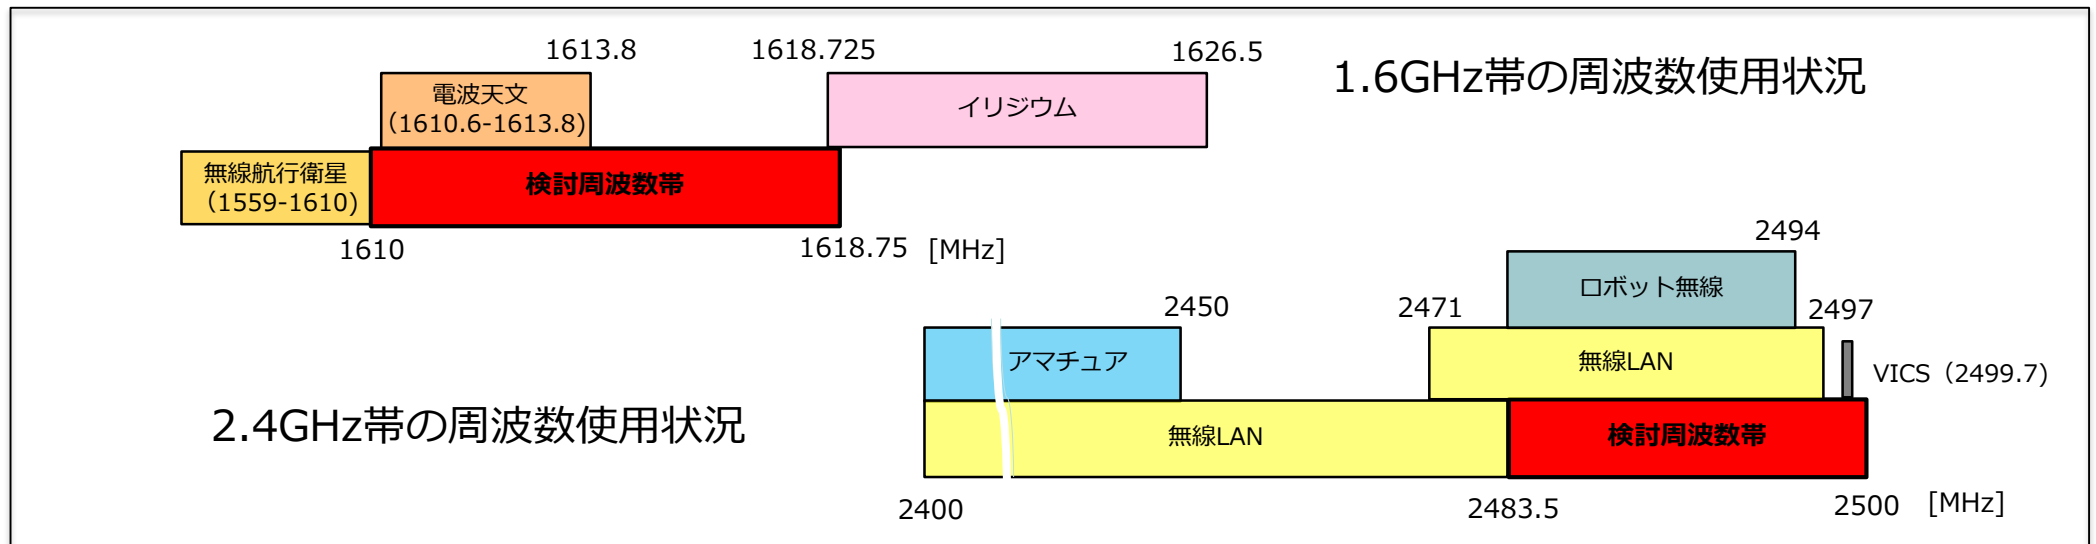 1613.8
1618.725
1626.5
1.6GHz帯の周波数使用状況
電波天文
（1610.6-1613.8)
イリジウム
無線航行衛星
（1559-1610)
検討周波数帯
1610
1618.75
[MHz]
2494
ロボット無線
2450
2471
2497
アマチュア
無線LAN
VICS（2499.7)
2.4GHz帯の周波数使用状況
無線LAN
検討周波数帯
2400
2483.5
2500
[MHz]